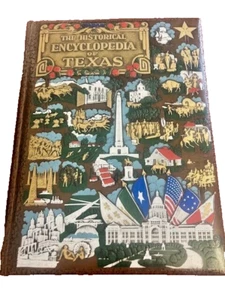 THE HISTORICAL
ENCYCLOPEDIA
OF
TEXAS